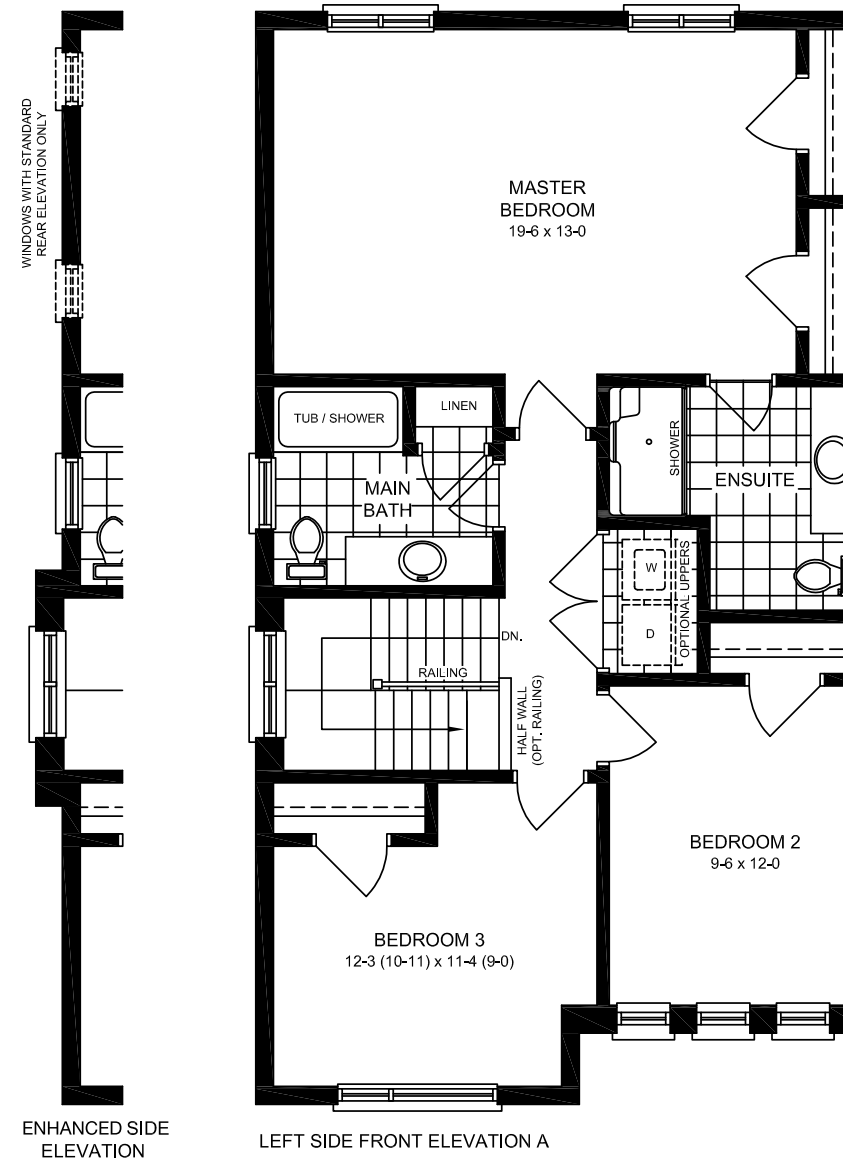 WINDOWS WITH STANDARD
REAR ELEVATION ONLY
MASTER
BEDROOM
19-6 x 13-0
TUB / SHOWER
LINEN
MAIN
BATH
SHOWER
ENSUITE
W
D
OPTIONAL UPPERS
DN.
RAILING
HALF WALL
(OPT. RAILING)
BEDROOM 2
9-6 x 12-0
BEDROOM 3
12-3 (10-11) x 11-4 (9-0)
ENHANCED SIDE
ELEVATION
LEFT SIDE FRONT ELEVATION A